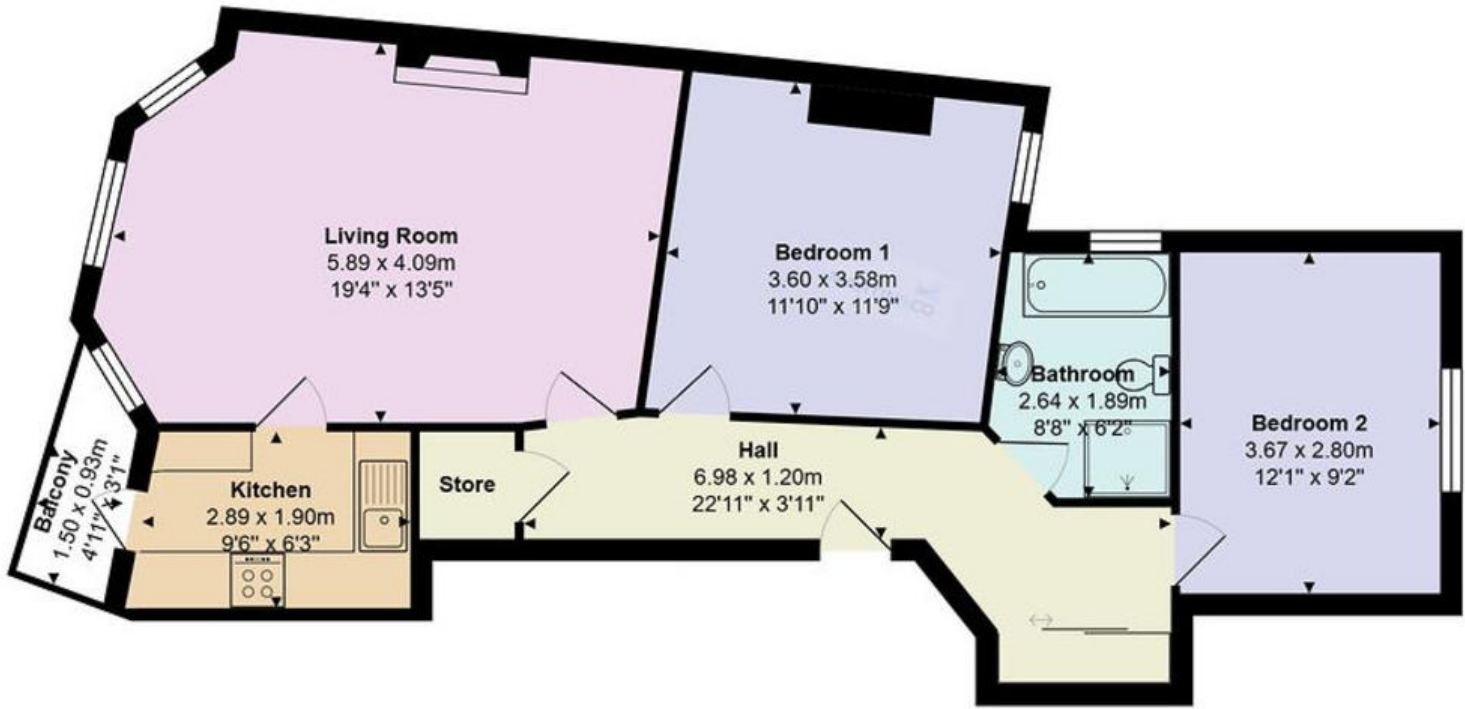 Living Room
5.89 x 4.09m
19'4" x 13'5"
Bedroom 1
3.60 x 3.58m
11'10" x 11'9"
Bathroom
2.64 x 1.89m
8'8" x 6'2"
Bedroom 2
3.67 x 2.80m
12'1" x 9'2"
Hall
6.98 x 1.20m
22'11" x 3'11"
Store
Kitchen
2.89 x 1.90m
9'6" x 6'3"
Balcony
1.50 x 0.93m
4'11" x 3'1"